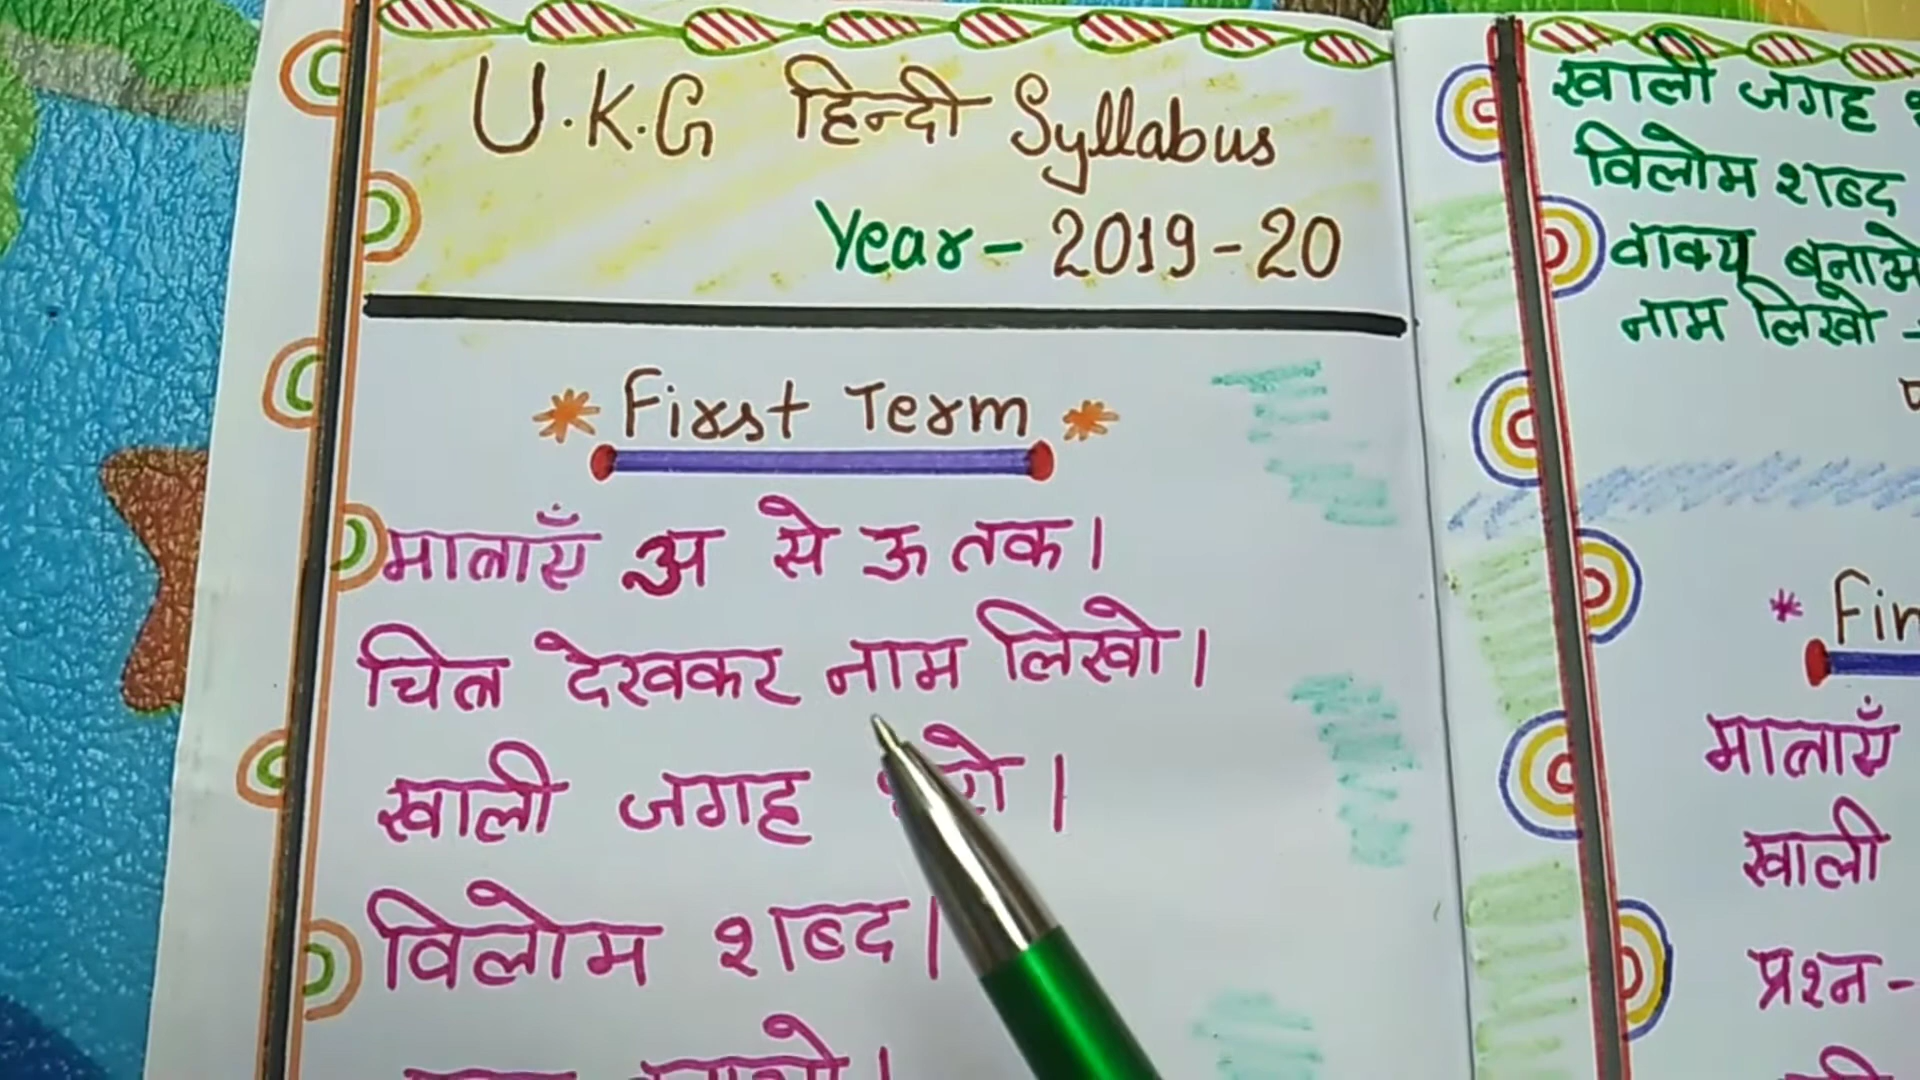 U.K.G हिन्दी Syllabus
Year - 2019-20
* First Term *
मात्राएँ अ से ऊ तक।
चित्र देखकर नाम लिखो।
खाली जगह
विलोम शब्द।
खाली जगह
विलोम शब्द
वाक्य
नाम लिखो -
*
मात्राएँ
खाली
प्रश्न-